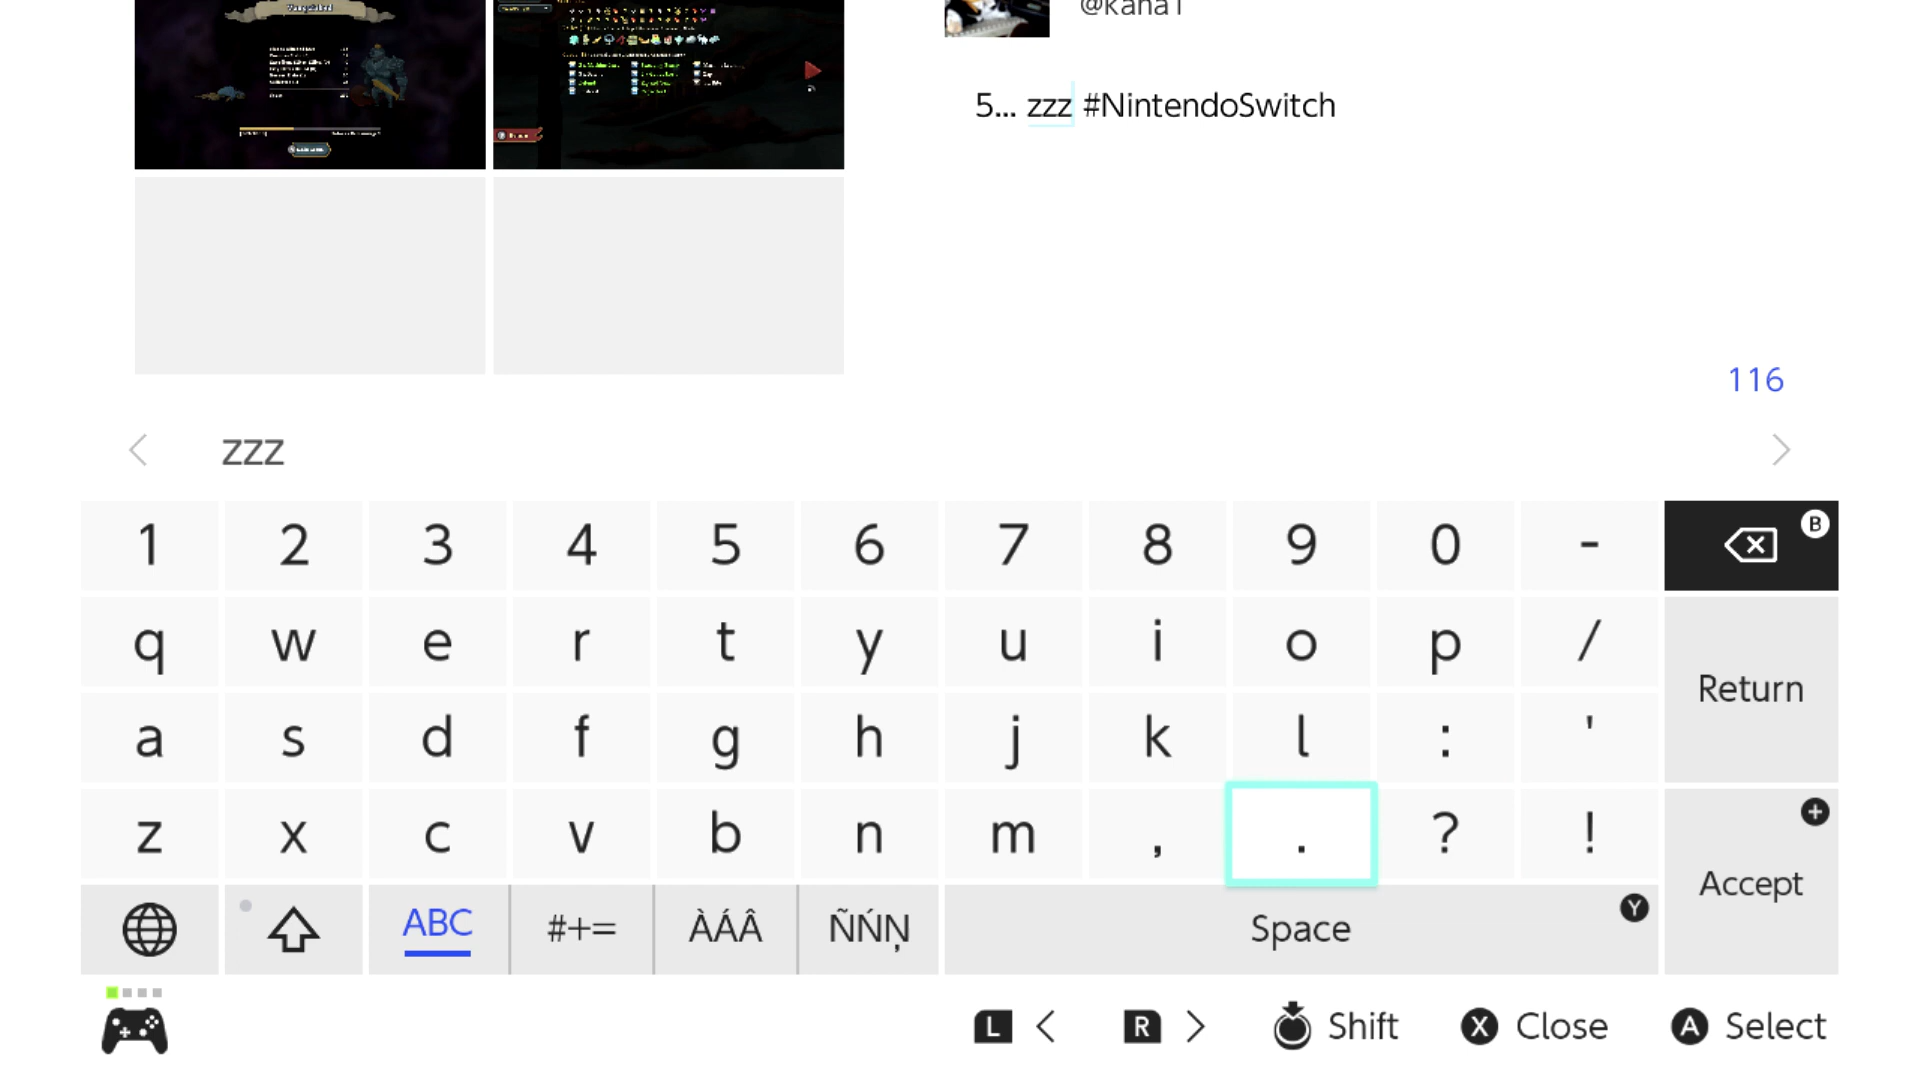 @kana1
5... zzz #NintendoSwitch
116
zzz
1 2 3 4 5 6 7 8 9 0 - B
q w e r t y u i o p /
Return
a s d f g h j k l : '
z x c v b n m , . ? ! +
Accept
ABC #+= ÀÁÂ ÑŃŅ Space Y
L R Shift X Close A Select